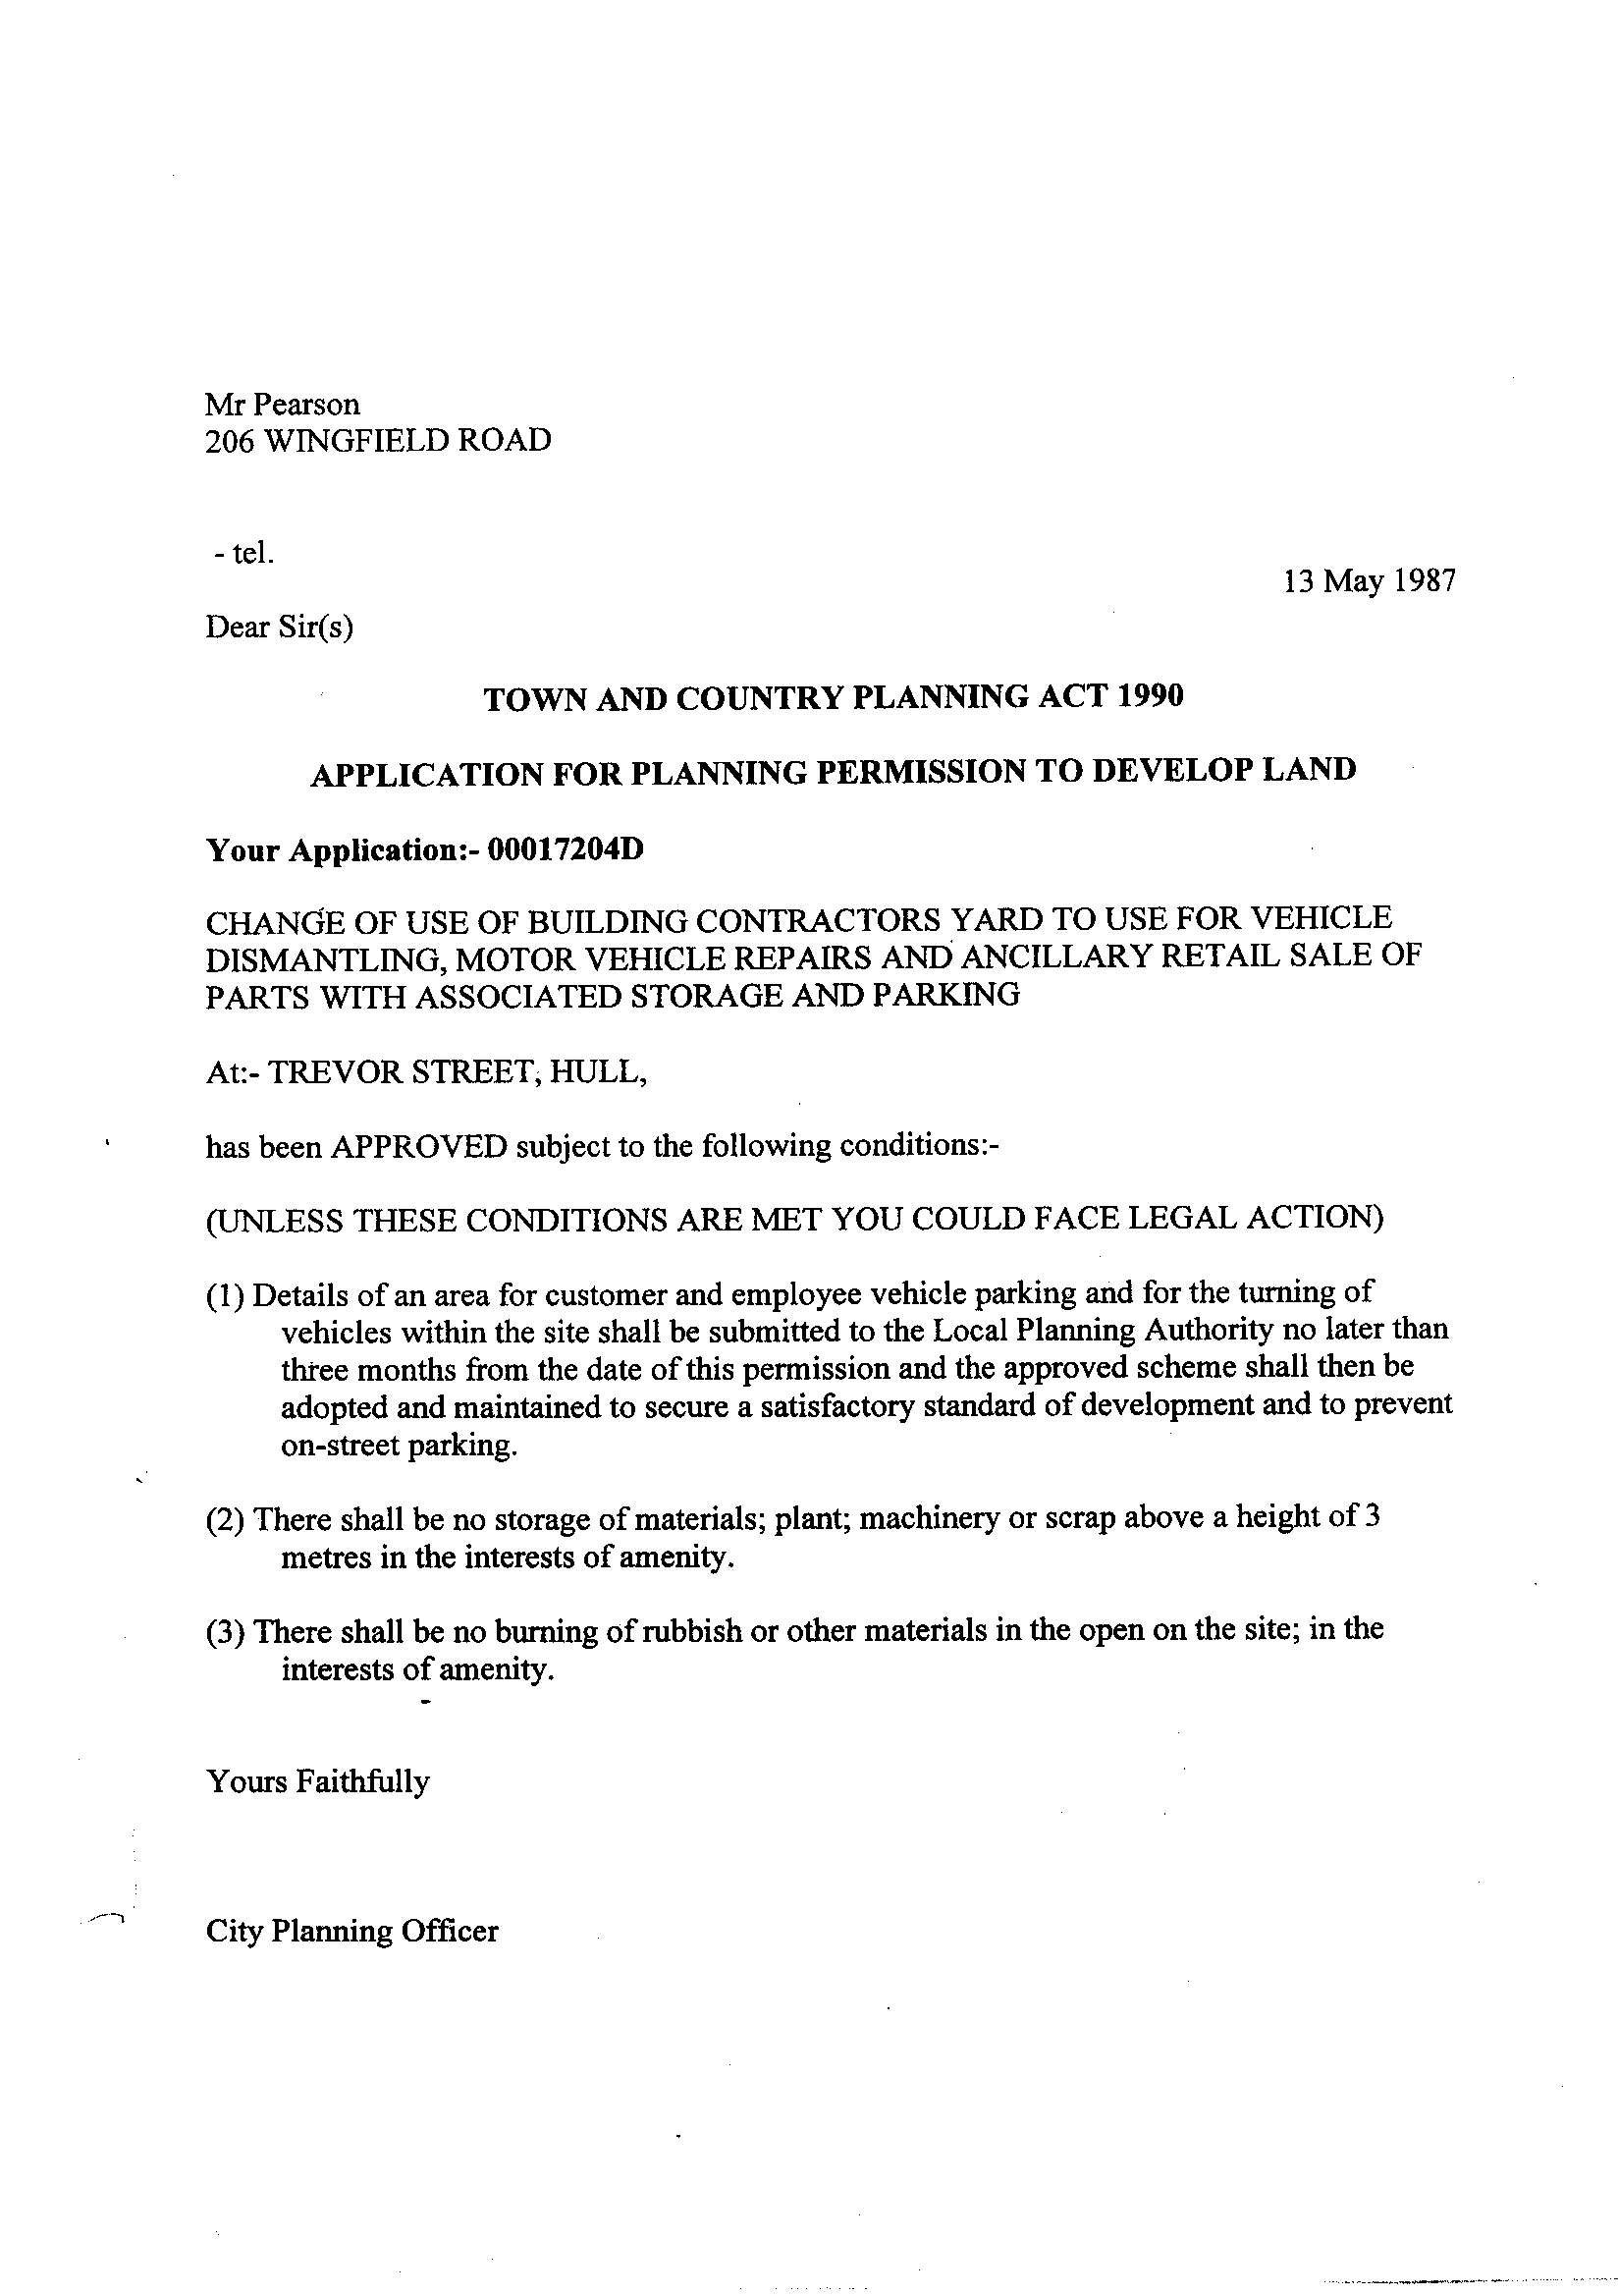 Mr Pearson
206 WINGFIELD ROAD
- tel.
13 May 1987
Dear Sir(s)
TOWN AND COUNTRY PLANNING ACT 1990
APPLICATION FOR PLANNING PERMISSION TO DEVELOP LAND
Your Application:- 00017204D
CHANGE OF USE OF BUILDING CONTRACTORS YARD TO USE FOR VEHICLE
DISMANTLING, MOTOR VEHICLE REPAIRS AND ANCILLARY RETAIL SALE OF
PARTS WITH ASSOCIATED STORAGE AND PARKING
At:- TREVOR STREET, HULL,
has been APPROVED subject to the following conditions:-
(UNLESS THESE CONDITIONS ARE MET YOU COULD FACE LEGAL ACTION)
(1) Details of an area for customer and employee vehicle parking and for the turning of
vehicles within the site shall be submitted to the Local Planning Authority no later than
three months from the date of this permission and the approved scheme shall then be
adopted and maintained to secure a satisfactory standard of development and to prevent
on-street parking.
(2) There shall be no storage of materials; plant; machinery or scrap above a height of 3
metres in the interests of amenity.
(3) There shall be no burning of rubbish or other materials in the open on the site; in the
interests of amenity.
Yours Faithfully
City Planning Officer